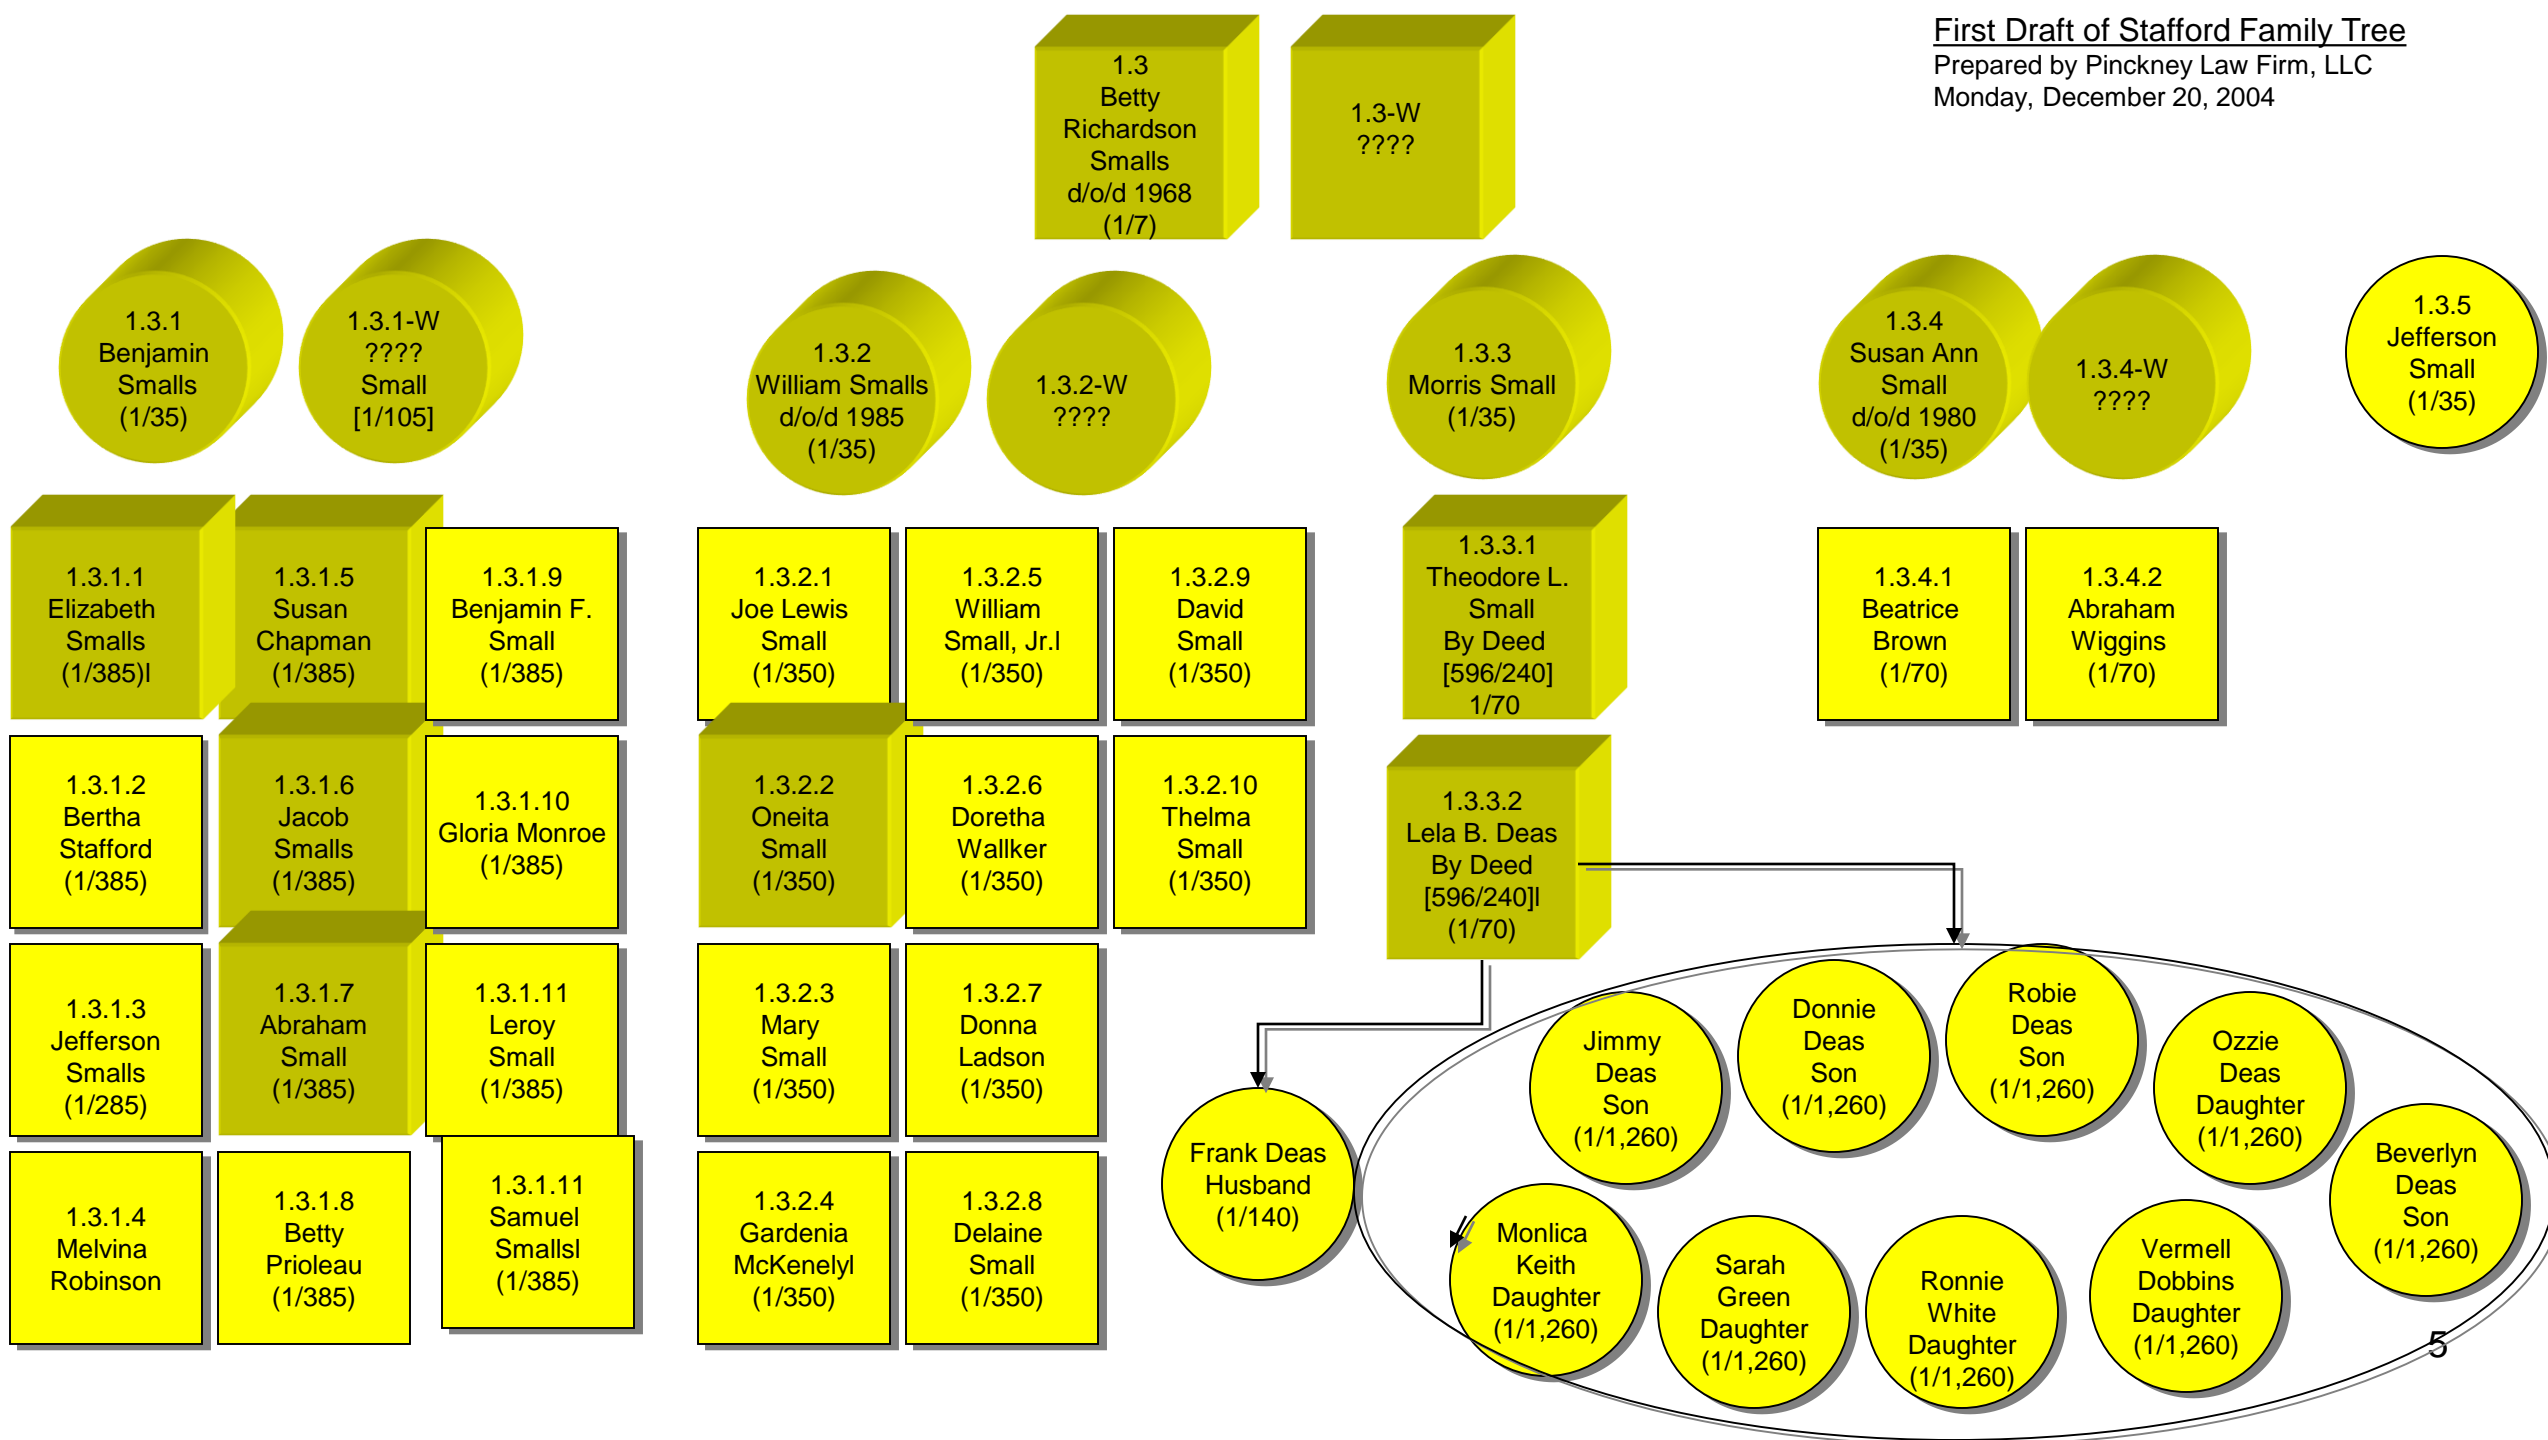 First Draft of Stafford Family Tree
Prepared by Pinckney Law Firm, LLC
Monday, December 20, 2004
1.3
Betty
Richardson
Smalls
d/o/d 1968
(1/7)
1.3-W
????
1.3.1
Benjamin
Smalls
(1/35)
1.3.1-W
????
Small
[1/105]
1.3.2
William Smalls
d/o/d 1985
(1/35)
1.3.2-W
????
1.3.3
Morris Small
(1/35)
1.3.4
Susan Ann
Small
d/o/d 1980
(1/35)
1.3.4-W
????
1.3.5
Jefferson
Small
(1/35)
1.3.1.1
Elizabeth
Smalls
(1/385)l
1.3.1.5
Susan
Chapman
(1/385)
1.3.1.9
Benjamin F.
Small
(1/385)
1.3.2.1
Joe Lewis
Small
(1/350)
1.3.2.5
William
Small, Jr.l
(1/350)
1.3.2.9
David
Small
(1/350)
1.3.3.1
Theodore L.
Small
By Deed
[596/240]
1/70
1.3.4.1
Beatrice
Brown
(1/70)
1.3.4.2
Abraham
Wiggins
(1/70)
1.3.1.2
Bertha
Stafford
(1/385)
1.3.1.6
Jacob
Smalls
(1/385)
1.3.1.10
Gloria Monroe
(1/385)
1.3.2.2
Oneita
Small
(1/350)
1.3.2.6
Doretha
Wallker
(1/350)
1.3.2.10
Thelma
Small
(1/350)
1.3.3.2
Lela B. Deas
By Deed
[596/240]l
(1/70)
1.3.1.3
Jefferson
Smalls
(1/285)
1.3.1.7
Abraham
Small
(1/385)
1.3.1.11
Leroy
Small
(1/385)
1.3.2.3
Mary
Small
(1/350)
1.3.2.7
Donna
Ladson
(1/350)
1.3.1.4
Melvina
Robinson
1.3.1.8
Betty
Prioleau
(1/385)
1.3.1.11
Samuel
Smallsl
(1/385)
1.3.2.4
Gardenia
McKenelyl
(1/350)
1.3.2.8
Delaine
Small
(1/350)
Frank Deas
Husband
(1/140)
Jimmy
Deas
Son
(1/1,260)
Donnie
Deas
Son
(1/1,260)
Robie
Deas
Son
(1/1,260)
Ozzie
Deas
Daughter
(1/1,260)
Beverlyn
Deas
Son
(1/1,260)
Monlica
Keith
Daughter
(1/1,260)
Sarah
Green
Daughter
(1/1,260)
Ronnie
White
Daughter
(1/1,260)
Vermell
Dobbins
Daughter
(1/1,260)
5